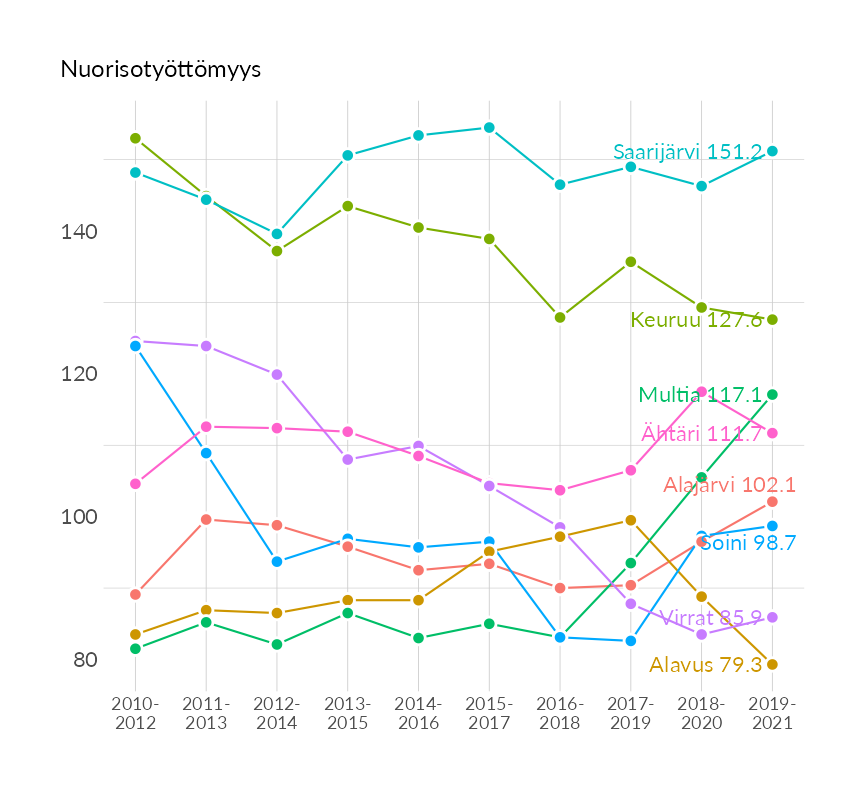 Nuorisotyöttömyys
Saarijärvi 151.2
140
Keuruu 127.6
120
Multia 117.1
Ähtäri 111.7
Alajärvi 102.1
100
Soini 98.7
Virrat 85.9
80
Alavus 79.3
2010-
2012
2011-
2013
2012-
2014
2013-
2015
2014-
2016
2015-
2017
2016-
2018
2017-
2019
2018-
2020
2019-
2021